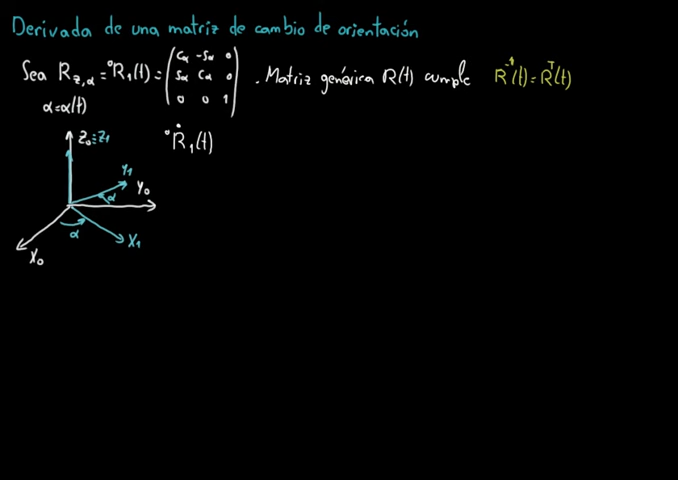 Derivada de una matriz de cambio de orientación
Sea R_{z,α} = ⁰R₁(t) = (Cα -Sα 0
Sα Cα 0
0 0 1) . Matriz genérica R(t) cumple R⁻¹(t) = Rᵀ(t)
α=α(t)
⁰Ṙ₁(t)
Z₀≡Z₁
Y₁
Y₀
α
α
X₁
X₀